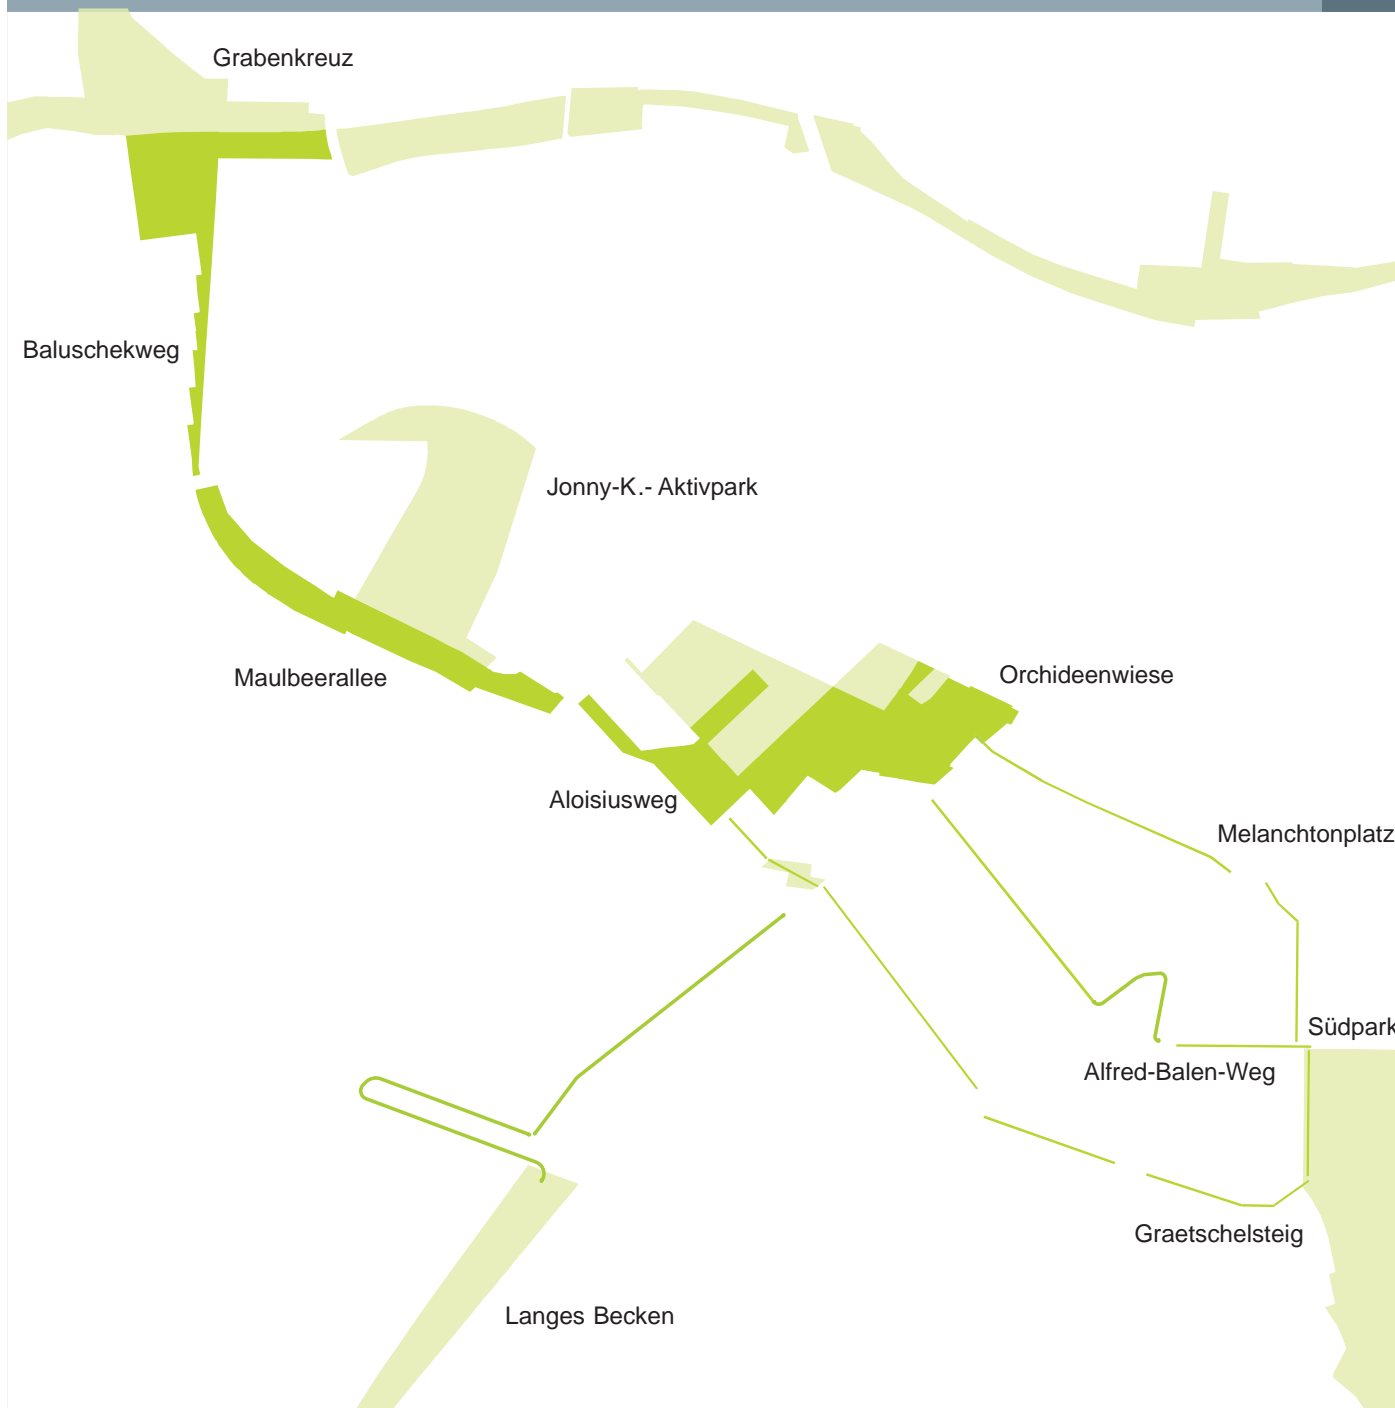 Grabenkreuz
Baluschekweg
Jonny-K.- Aktivpark
Maulbeerallee
Orchideenwiese
Aloisiusweg
Melanchtonplatz
Südpark
Alfred-Balen-Weg
Graetschelsteig
Langes Becken